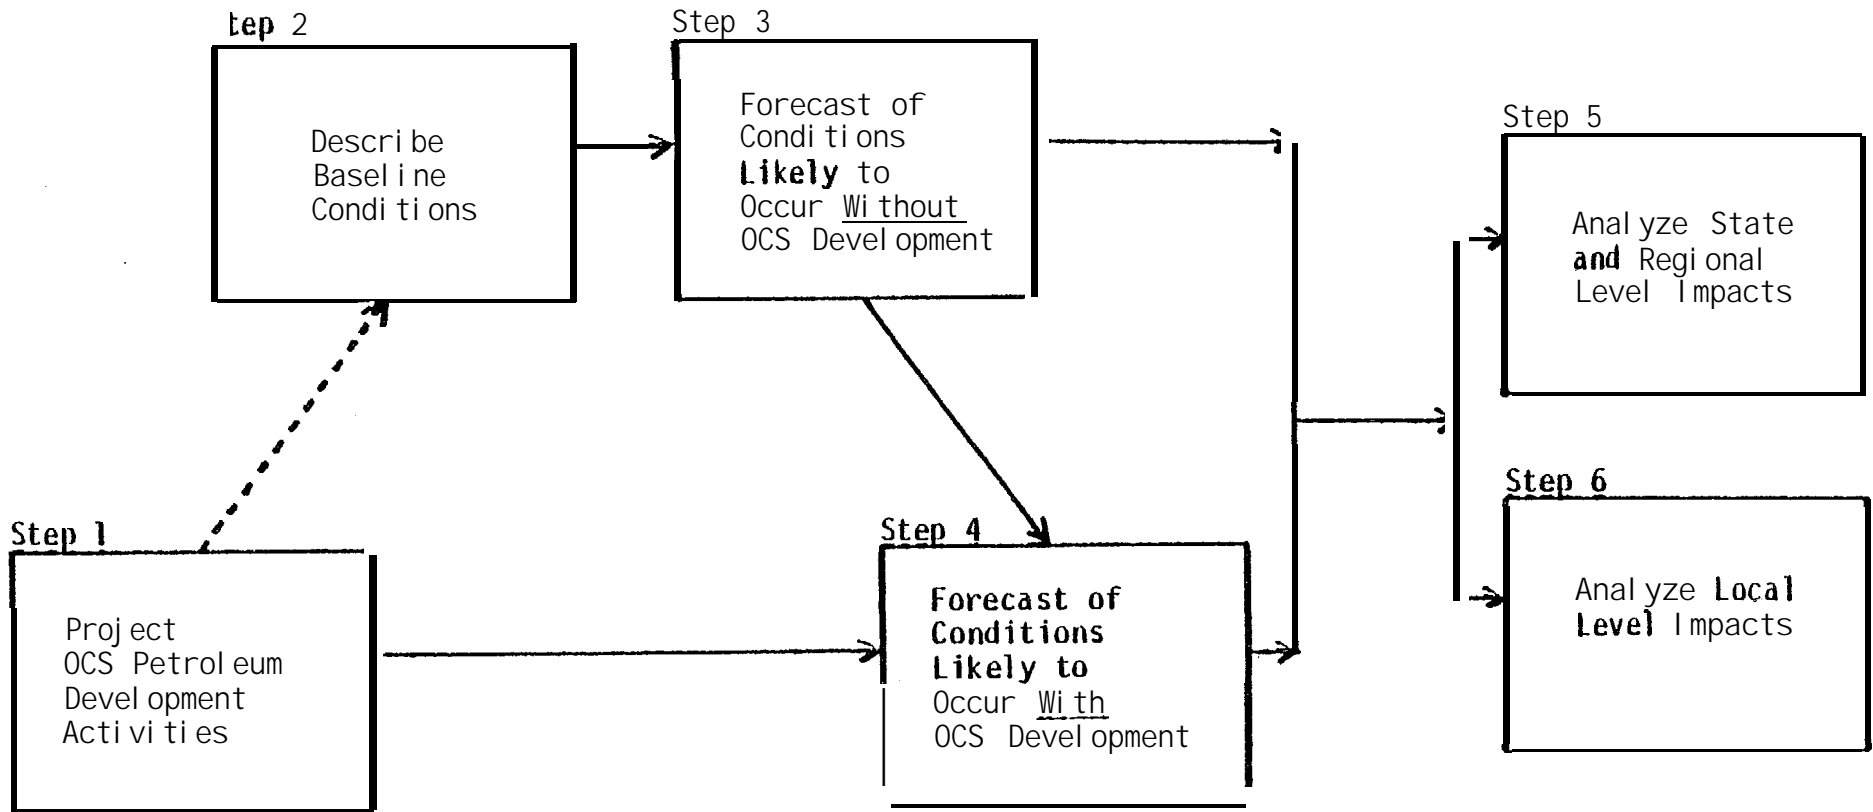 tep 2
Describe
Baseline
Conditions
Step 3
Forecast of
Conditions
Likely to
Occur Without
OCS Development
Step 1
Project
OCS Petroleum
Development
Activities
Step 4
Forecast of
Conditions
Likely to
Occur With
OCS Development
Step 5
Analyze State
and Regional
Level Impacts
Step 6
Analyze Local
Level Impacts